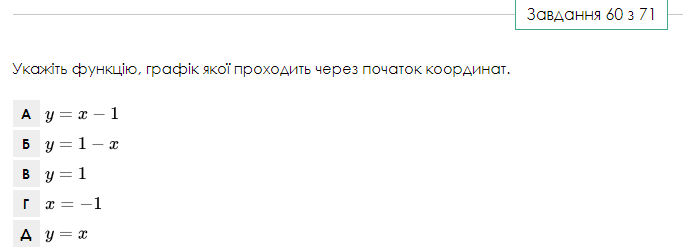 Завдання 60 з 71
Укажіть функцію, графік якої проходить через початок координат.
А y = x − 1
Б y = 1 − x
В y = 1
Г x = −1
Д y = x